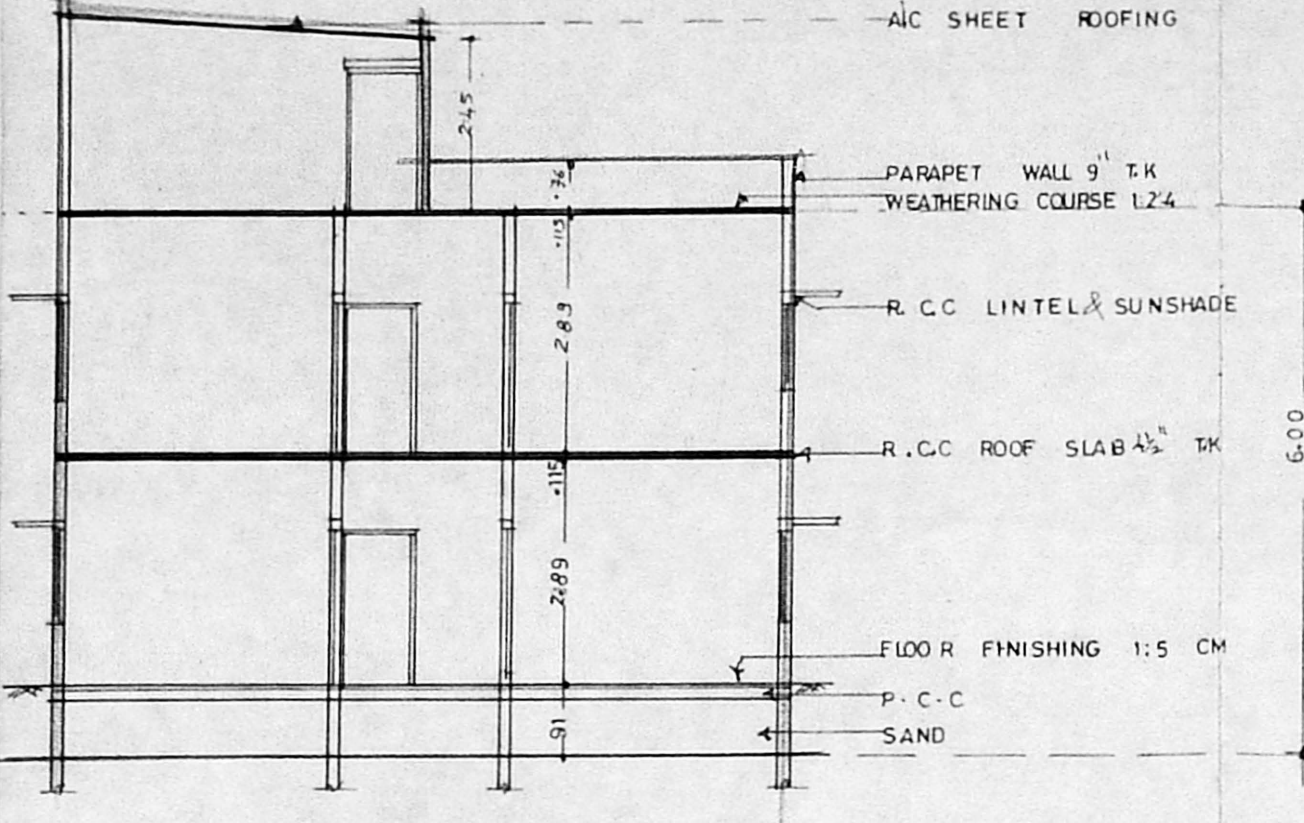 A/C SHEET ROOFING
2.45
.76
PARAPET WALL 9" T.K
WEATHERING COURSE 1:2:4
.115
2.89
R.C.C LINTEL & SUNSHADE
6.00
R.C.C ROOF SLAB 4½" T.K
.115
2.89
FLOOR FINISHING 1:5 CM
P.C.C
SAND
.91